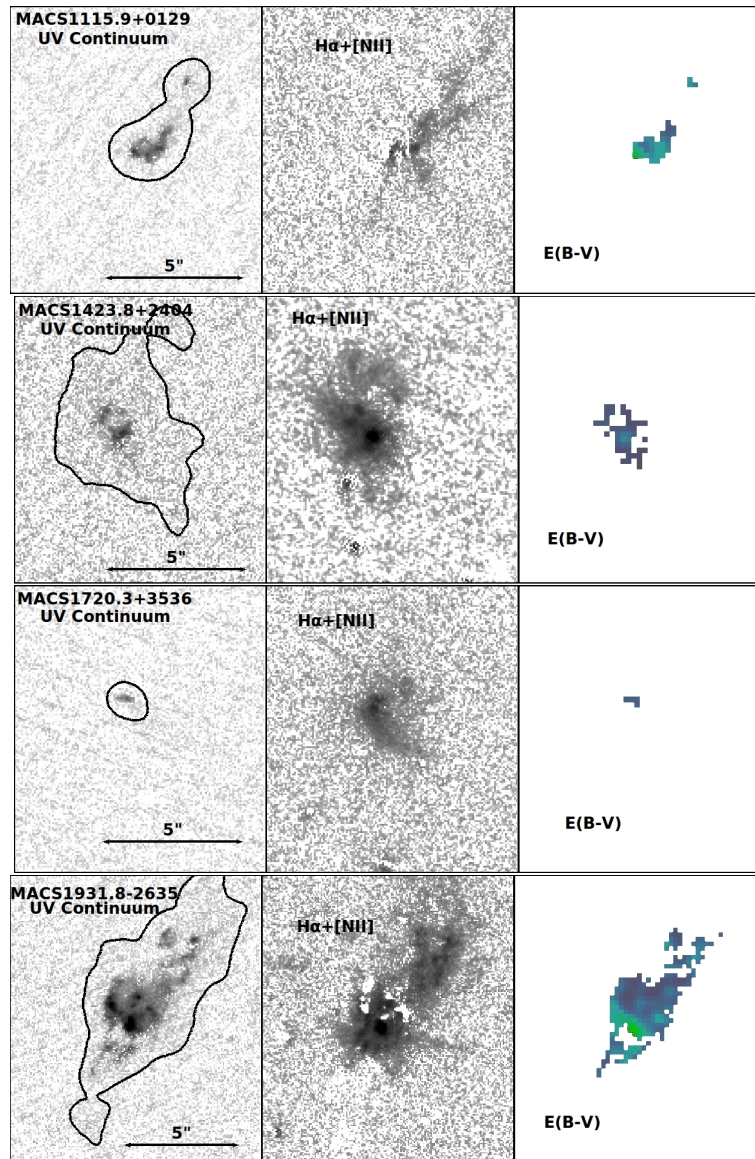 MACS1115.9+0129
UV Continuum
Hα+[NII]
E(B-V)
5"
MACS1423.8+2404
UV Continuum
Hα+[NII]
E(B-V)
5"
MACS1720.3+3536
UV Continuum
Hα+[NII]
E(B-V)
5"
MACS1931.8-2635
UV Continuum
Hα+[NII]
E(B-V)
5"